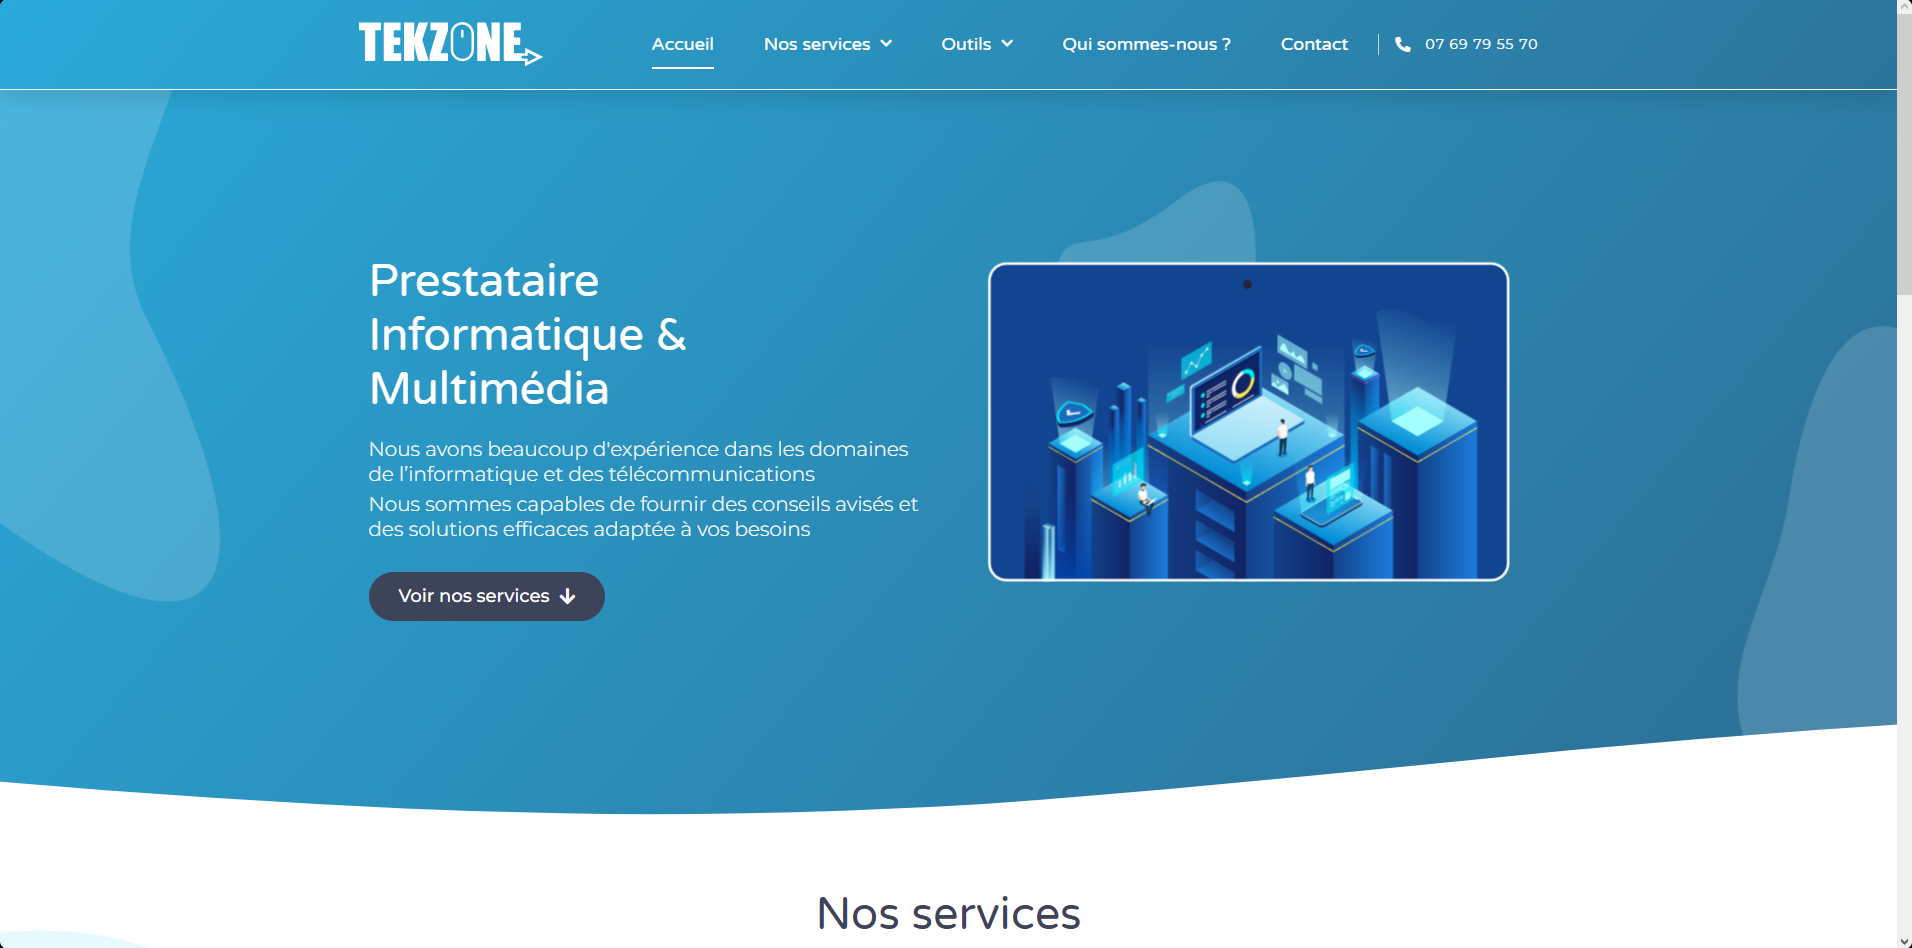 TEKZONE
Accueil
Nos services
Outils
Qui sommes-nous ?
Contact
07 69 79 55 70
Prestataire
Informatique &
Multimédia
Nous avons beaucoup d'expérience dans les domaines
de l’informatique et des télécommunications
Nous sommes capables de fournir des conseils avisés et
des solutions efficaces adaptée à vos besoins
Voir nos services
Nos services